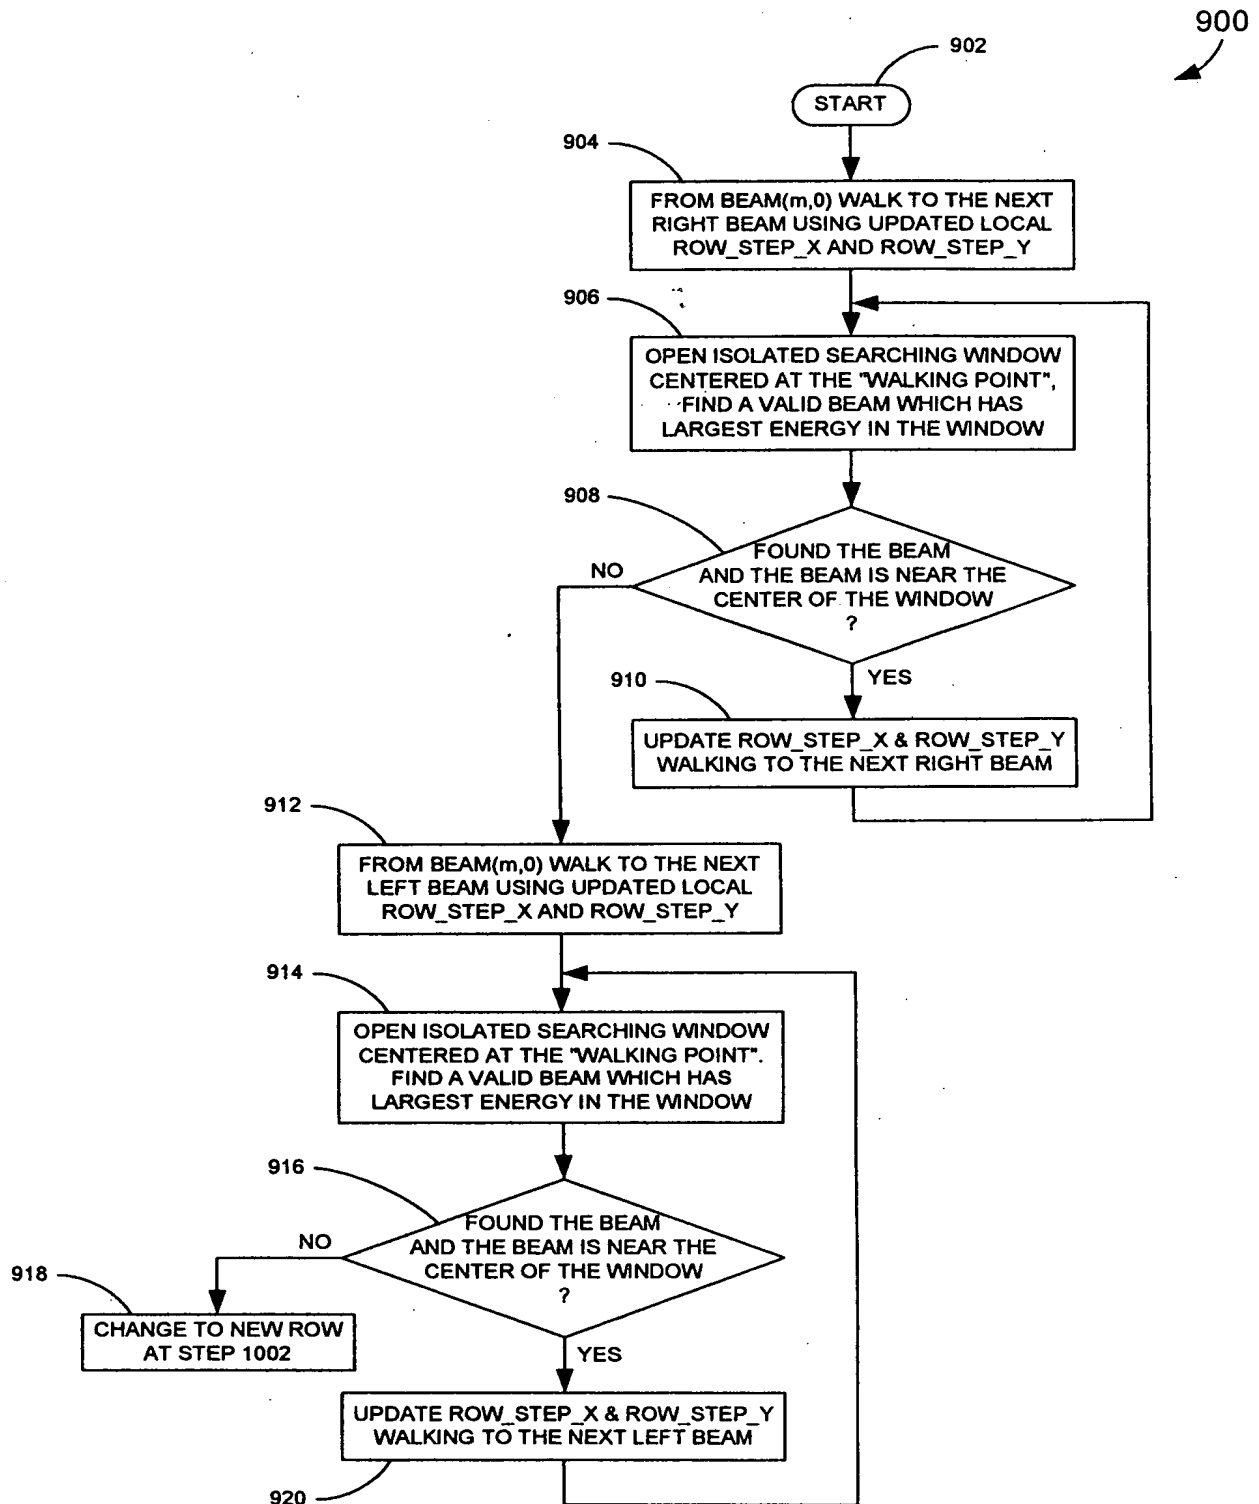 900
902
START
904
FROM BEAM(m,0) WALK TO THE NEXT
RIGHT BEAM USING UPDATED LOCAL
ROW_STEP_X AND ROW_STEP_Y
906
OPEN ISOLATED SEARCHING WINDOW
CENTERED AT THE "WALKING POINT",
FIND A VALID BEAM WHICH HAS
LARGEST ENERGY IN THE WINDOW
908
FOUND THE BEAM
AND THE BEAM IS NEAR THE
CENTER OF THE WINDOW
?
NO
YES
910
UPDATE ROW_STEP_X & ROW_STEP_Y
WALKING TO THE NEXT RIGHT BEAM
912
FROM BEAM(m,0) WALK TO THE NEXT
LEFT BEAM USING UPDATED LOCAL
ROW_STEP_X AND ROW_STEP_Y
914
OPEN ISOLATED SEARCHING WINDOW
CENTERED AT THE "WALKING POINT".
FIND A VALID BEAM WHICH HAS
LARGEST ENERGY IN THE WINDOW
916
FOUND THE BEAM
AND THE BEAM IS NEAR THE
CENTER OF THE WINDOW
?
NO
918
CHANGE TO NEW ROW
AT STEP 1002
YES
UPDATE ROW_STEP_X & ROW_STEP_Y
WALKING TO THE NEXT LEFT BEAM
920